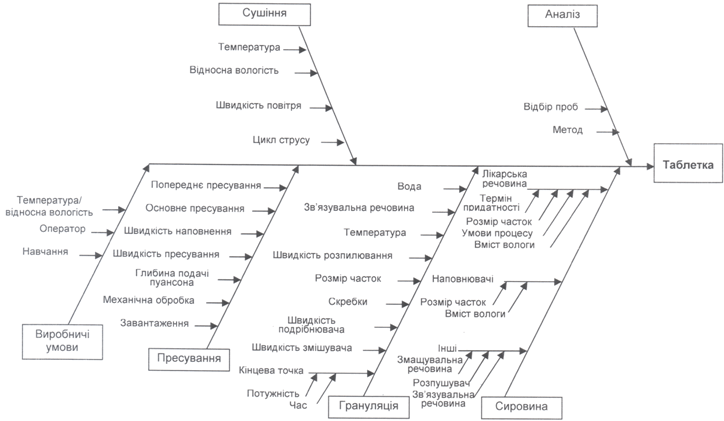 Сушіння
Температура
Відносна вологість
Швидкість повітря
Цикл струсу
Аналіз
Відбір проб
Метод
Таблетка
Температура/
відносна вологість
Оператор
Навчання
Виробничі
умови
Попереднє пресування
Основне пресування
Швидкість наповнення
Швидкість пресування
Глибина подачі
пуансона
Механічна обробка
Завантаження
Пресування
Вода
Зв'язувальна речовина
Температура
Швидкість розпилювання
Розмір часток
Скребки
Швидкість
подрібнювача
Швидкість змішувача
Кінцева точка
Потужність
Час
Грануляція
Лікарська
речовина
Термін
придатності
Розмір часток
Умови процесу
Вміст вологи
Наповнювачі
Розмір часток
Вміст вологи
Інші
Змащувальна
речовина
Розпушувач
Зв'язувальна
речовина
Сировина